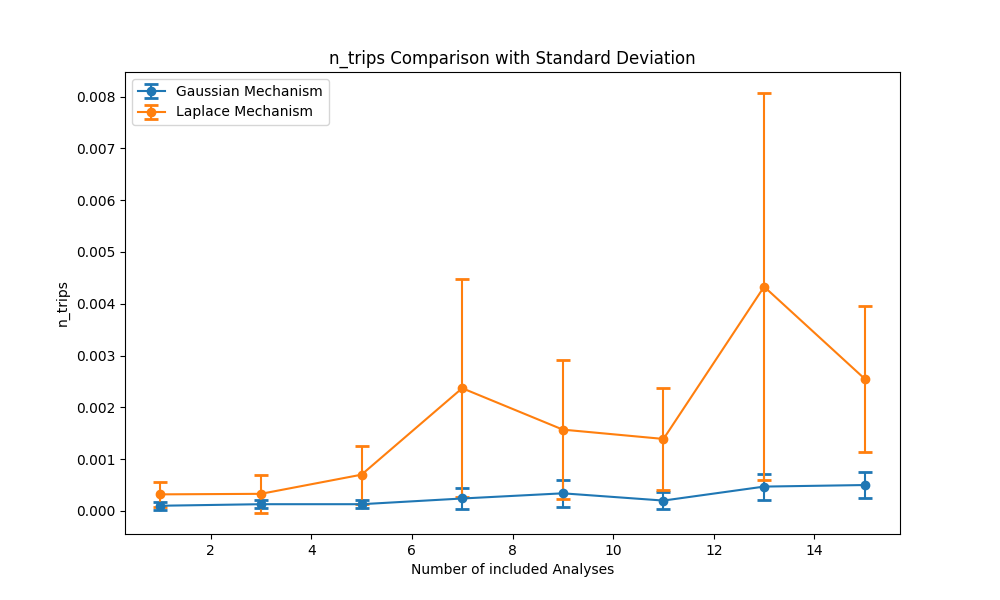 n_trips Comparison with Standard Deviation
Gaussian Mechanism
Laplace Mechanism
0.008
0.007
0.006
0.005
0.004
0.003
0.002
0.001
0.000
n_trips
2 4 6 8 10 12 14
Number of included Analyses